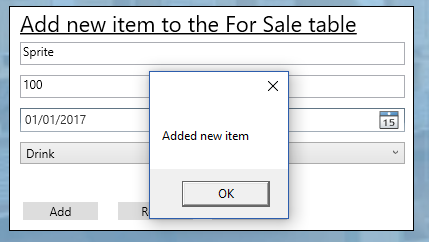 Add new item to the For Sale table
Sprite
100
01/01/2017
15
Drink
Added new item
OK
Add
R